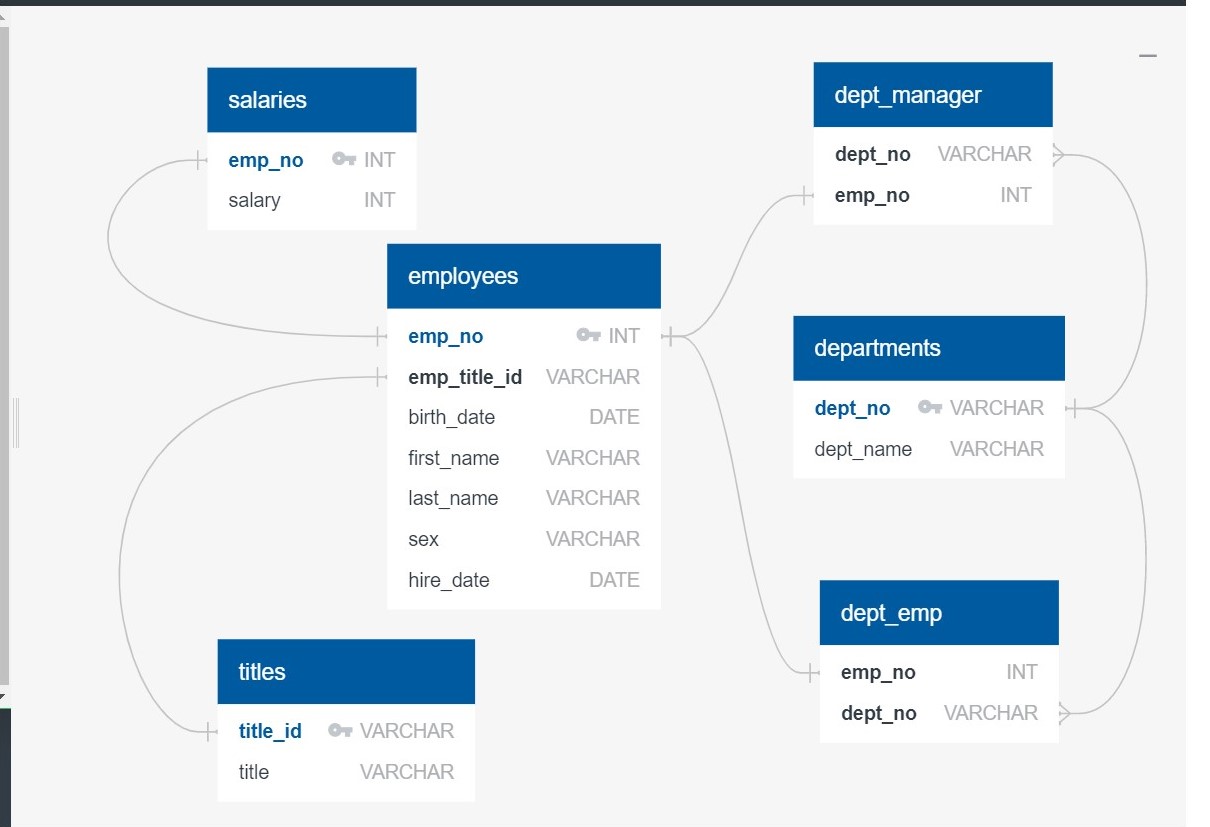 salaries
emp_no INT
salary INT
employees
emp_no INT
emp_title_id VARCHAR
birth_date DATE
first_name VARCHAR
last_name VARCHAR
sex VARCHAR
hire_date DATE
titles
title_id VARCHAR
title VARCHAR
dept_manager
dept_no VARCHAR
emp_no INT
departments
dept_no VARCHAR
dept_name VARCHAR
dept_emp
emp_no INT
dept_no VARCHAR